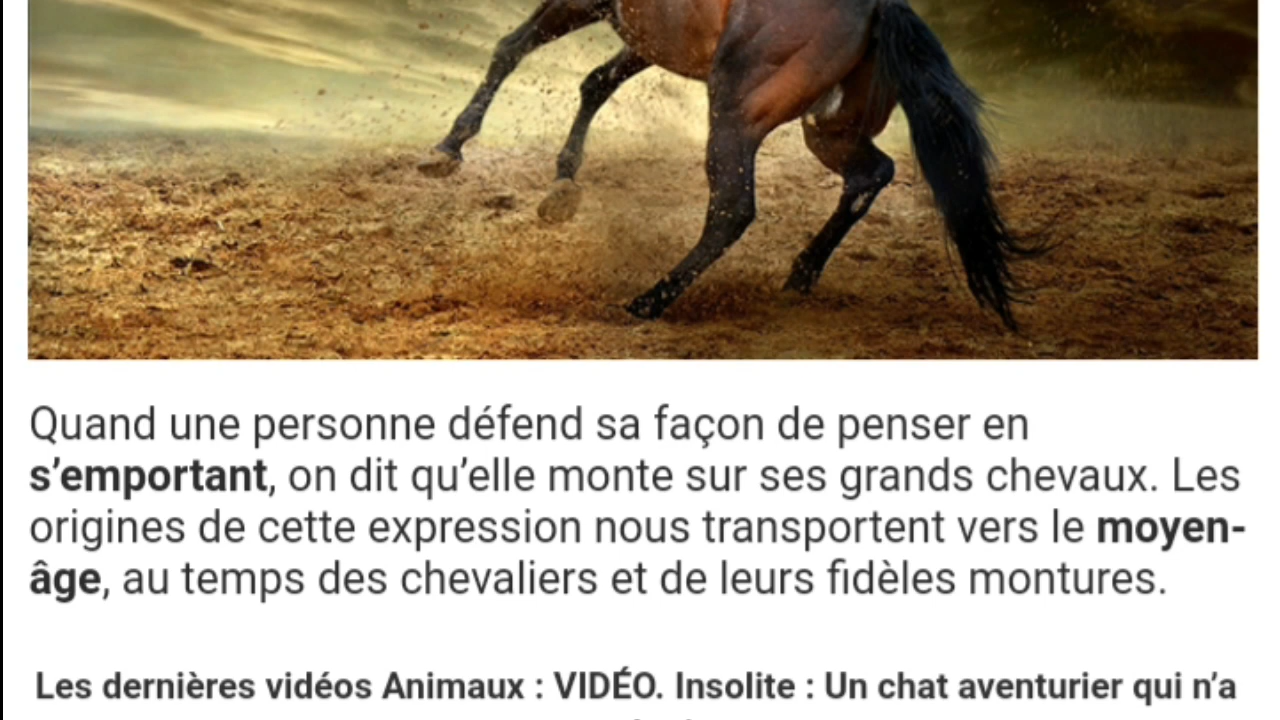 Quand une personne défend sa façon de penser en
s’emportant, on dit qu’elle monte sur ses grands chevaux. Les
origines de cette expression nous transportent vers le moyen-
âge, au temps des chevaliers et de leurs fidèles montures.
Les dernières vidéos Animaux : VIDÉO. Insolite : Un chat aventurier qui n’a